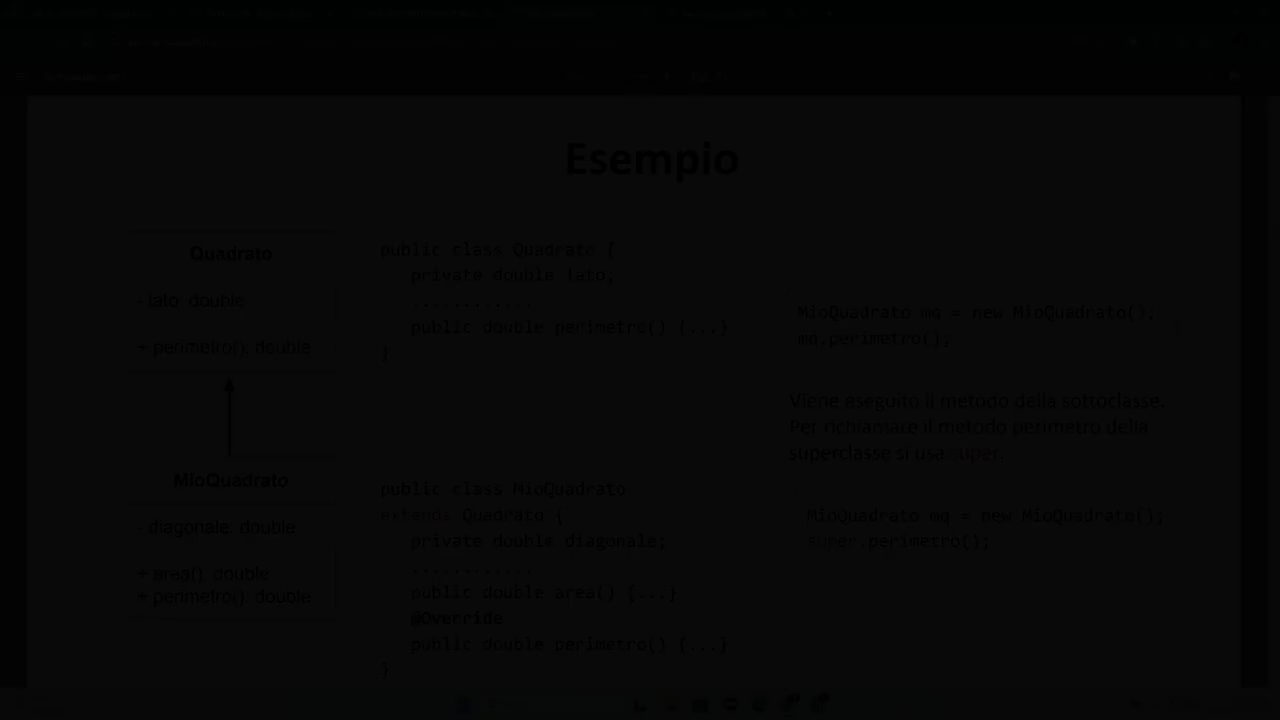 Esempio
Quadrato
- lato: double
+ perimetro(): double
MioQuadrato
- diagonale: double
+ area(): double
+ perimetro(): double
public class Quadrato {
private double lato;
............
public double perimetro() {...}
}
public class MioQuadrato
extends Quadrato {
private double diagonale;
............
public double area() {...}
@Override
public double perimetro() {...}
}
MioQuadrato mq = new MioQuadrato();
mq.perimetro();
Viene eseguito il metodo della sottoclasse.
Per richiamare il metodo perimetro della
superclasse si usa super.
MioQuadrato mq = new MioQuadrato();
super.perimetro();